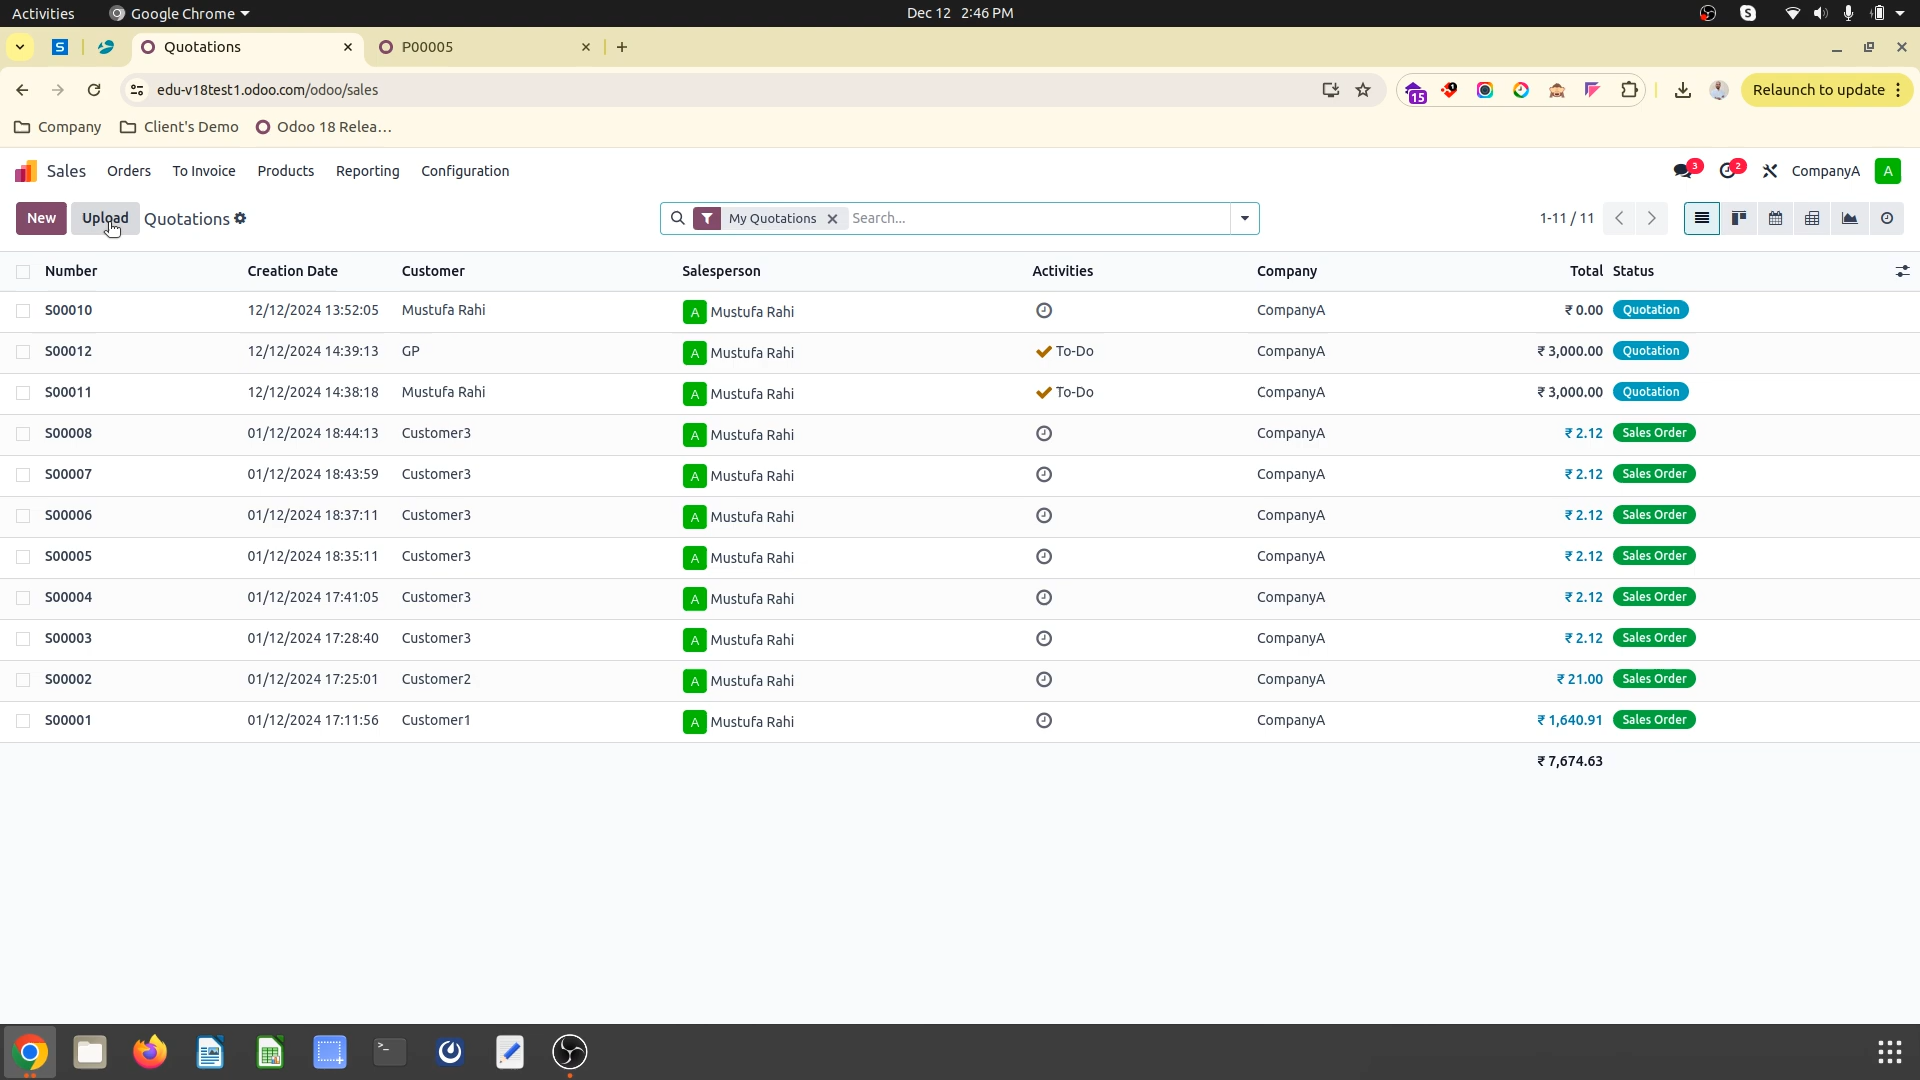 Activities Google Chrome Dec 12 2:46 PM
S Quotations P00005
edu-v18test1.odoo.com/odoo/sales 15 Relaunch to update
Company Client's Demo Odoo 18 Relea...
Sales Orders To Invoice Products Reporting Configuration 3 2 CompanyA A
New Upload Quotations My Quotations Search... 1-11 / 11
Number Creation Date Customer Salesperson Activities Company Total Status
S00010 12/12/2024 13:52:05 Mustufa Rahi A Mustufa Rahi CompanyA ₹ 0.00 Quotation
S00012 12/12/2024 14:39:13 GP A Mustufa Rahi To-Do CompanyA ₹ 3,000.00 Quotation
S00011 12/12/2024 14:38:18 Mustufa Rahi A Mustufa Rahi To-Do CompanyA ₹ 3,000.00 Quotation
S00008 01/12/2024 18:44:13 Customer3 A Mustufa Rahi CompanyA ₹ 2.12 Sales Order
S00007 01/12/2024 18:43:59 Customer3 A Mustufa Rahi CompanyA ₹ 2.12 Sales Order
S00006 01/12/2024 18:37:11 Customer3 A Mustufa Rahi CompanyA ₹ 2.12 Sales Order
S00005 01/12/2024 18:35:11 Customer3 A Mustufa Rahi CompanyA ₹ 2.12 Sales Order
S00004 01/12/2024 17:41:05 Customer3 A Mustufa Rahi CompanyA ₹ 2.12 Sales Order
S00003 01/12/2024 17:28:40 Customer3 A Mustufa Rahi CompanyA ₹ 2.12 Sales Order
S00002 01/12/2024 17:25:01 Customer2 A Mustufa Rahi CompanyA ₹ 21.00 Sales Order
S00001 01/12/2024 17:11:56 Customer1 A Mustufa Rahi CompanyA ₹ 1,640.91 Sales Order
₹ 7,674.63